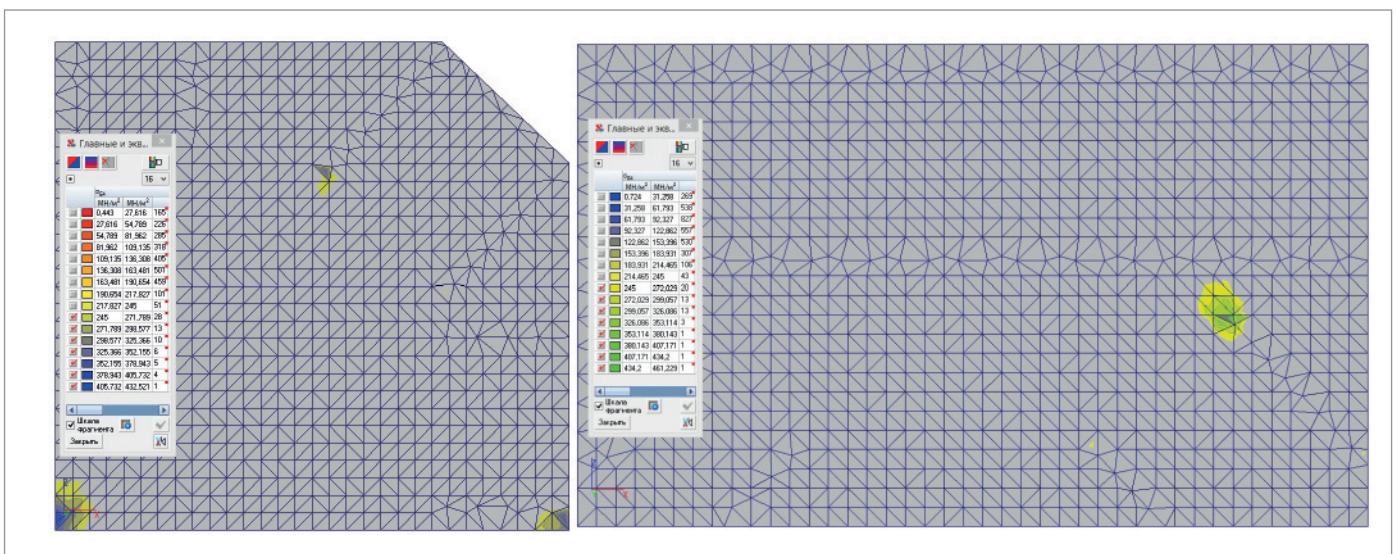 Главные и экв...
16
МН/м² МН/м²
0,443 27,616 165
27,616 54,789 226
54,789 81,962 285
81,962 109,135 318
109,135 136,308 405
136,308 163,481 501
163,481 190,654 459
190,654 217,827 101
217,827 245 51
245 271,789 28
271,789 298,577 13
298,577 325,366 10
325,366 352,155 6
352,155 378,943 5
378,943 405,732 4
405,732 432,521 1
Шкала
фрагмента
Закрыть
X
Главные и экв...
16
МН/м² МН/м²
0,724 31,258 269
31,258 61,793 538
61,793 92,327 827
92,327 122,862 557
122,862 153,396 530
153,396 183,931 307
183,931 214,465 106
214,465 245 43
245 272,029 20
272,029 299,057 13
299,057 326,086 13
326,086 353,114 3
353,114 380,143 1
380,143 407,171 1
407,171 434,2 1
434,2 461,229 1
Шкала
фрагмента
Закрыть
Z
X